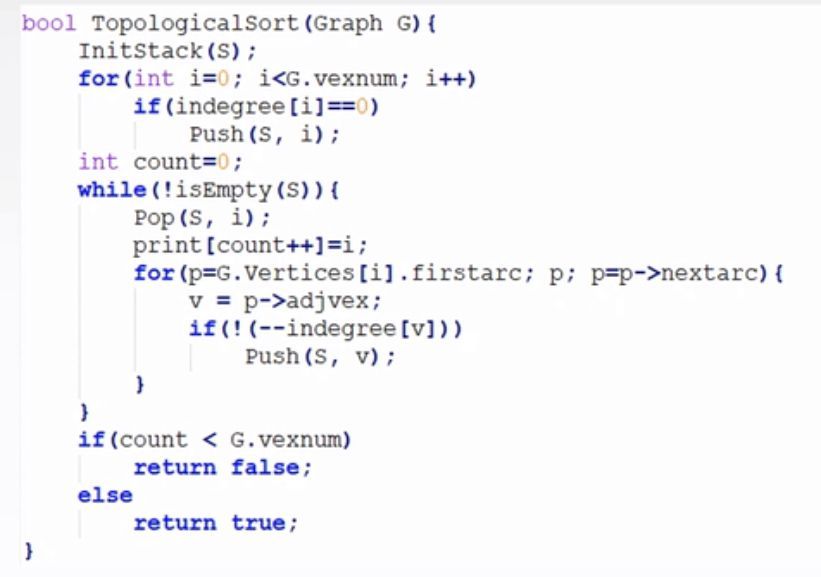 bool TopologicalSort(Graph G){
    InitStack(S);
    for(int i=0; i<G.vexnum; i++)
        if(indegree[i]==0)
            Push(S, i);
    int count=0;
    while(!isEmpty(S)){
        Pop(S, i);
        print[count++]=i;
        for(p=G.Vertices[i].firstarc; p; p=p->nextarc){
            v = p->adjvex;
            if(!(--indegree[v]))
                Push(S, v);
        }
    }
    if(count < G.vexnum)
        return false;
    else
        return true;
}